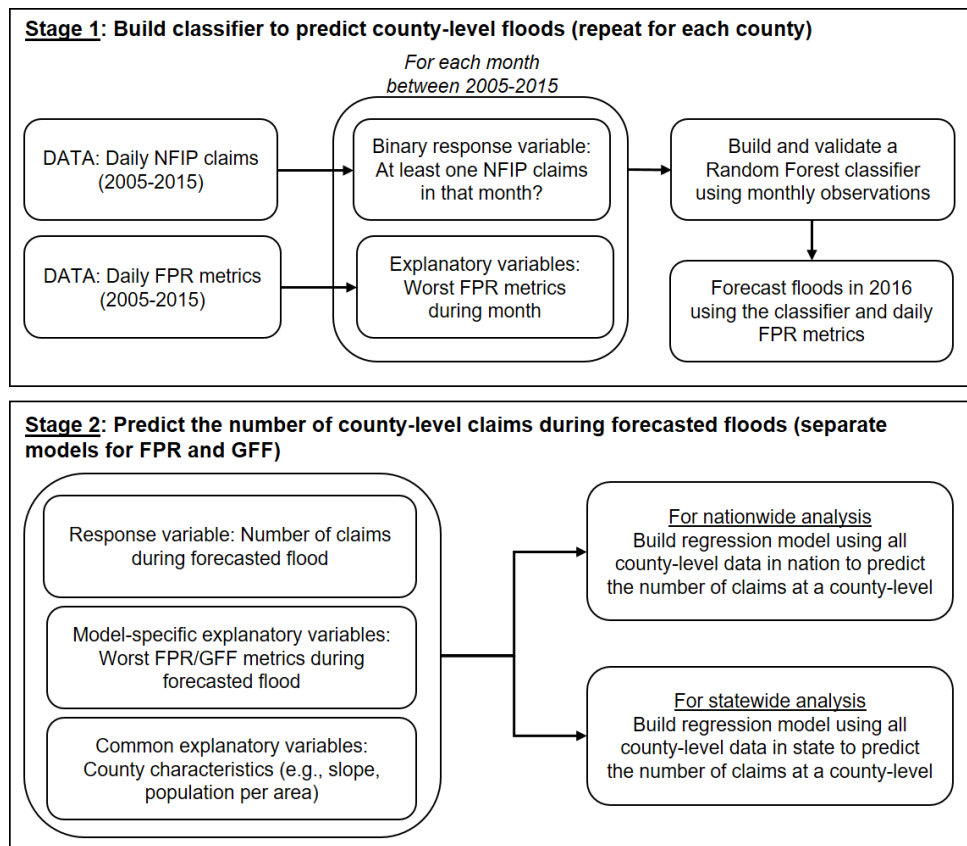 Stage 1: Build classifier to predict county-level floods (repeat for each county)
For each month
between 2005-2015
DATA: Daily NFIP claims
(2005-2015)
Binary response variable:
At least one NFIP claims
in that month?
Build and validate a
Random Forest classifier
using monthly observations
DATA: Daily FPR metrics
(2005-2015)
Explanatory variables:
Worst FPR metrics
during month
Forecast floods in 2016
using the classifier and daily
FPR metrics
Stage 2: Predict the number of county-level claims during forecasted floods (separate
models for FPR and GFF)
Response variable: Number of claims
during forecasted flood
Model-specific explanatory variables:
Worst FPR/GFF metrics during
forecasted flood
Common explanatory variables:
County characteristics (e.g., slope,
population per area)
For nationwide analysis
Build regression model using all
county-level data in nation to predict
the number of claims at a county-level
For statewide analysis
Build regression model using all
county-level data in state to predict
the number of claims at a county-level